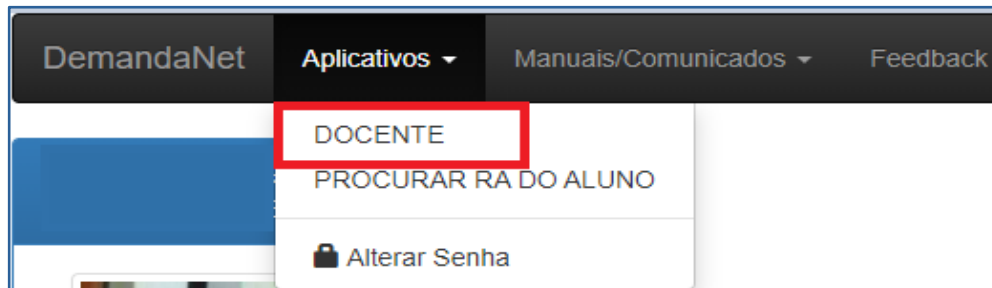 DemandaNet Aplicativos Manuais/Comunicados Feedback
DOCENTE
PROCURAR RA DO ALUNO
Alterar Senha